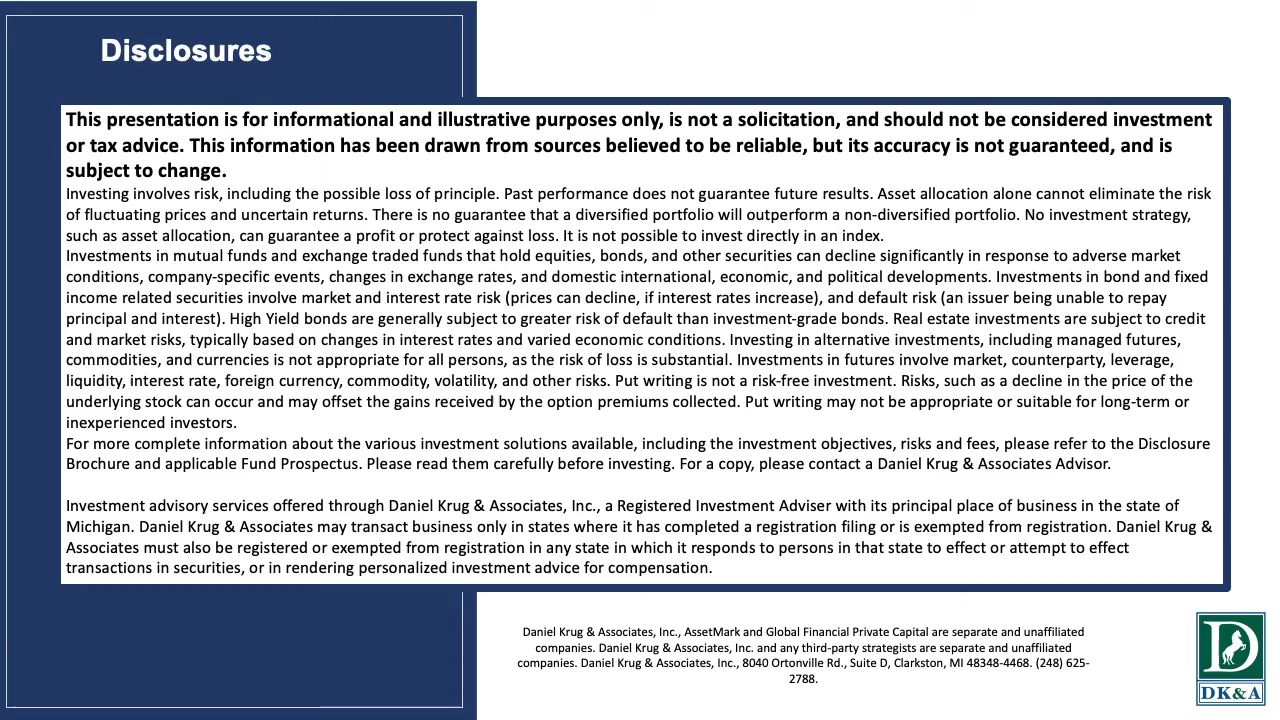 Disclosures
This presentation is for informational and illustrative purposes only, is not a solicitation, and should not be considered investment
or tax advice. This information has been drawn from sources believed to be reliable, but its accuracy is not guaranteed, and is
subject to change.
Investing involves risk, including the possible loss of principle. Past performance does not guarantee future results. Asset allocation alone cannot eliminate the risk
of fluctuating prices and uncertain returns. There is no guarantee that a diversified portfolio will outperform a non-diversified portfolio. No investment strategy,
such as asset allocation, can guarantee a profit or protect against loss. It is not possible to invest directly in an index.
Investments in mutual funds and exchange traded funds that hold equities, bonds, and other securities can decline significantly in response to adverse market
conditions, company-specific events, changes in exchange rates, and domestic international, economic, and political developments. Investments in bond and fixed
income related securities involve market and interest rate risk (prices can decline, if interest rates increase), and default risk (an issuer being unable to repay
principal and interest). High Yield bonds are generally subject to greater risk of default than investment-grade bonds. Real estate investments are subject to credit
and market risks, typically based on changes in interest rates and varied economic conditions. Investing in alternative investments, including managed futures,
commodities, and currencies is not appropriate for all persons, as the risk of loss is substantial. Investments in futures involve market, counterparty, leverage,
liquidity, interest rate, foreign currency, commodity, volatility, and other risks. Put writing is not a risk-free investment. Risks, such as a decline in the price of the
underlying stock can occur and may offset the gains received by the option premiums collected. Put writing may not be appropriate or suitable for long-term or
inexperienced investors.
For more complete information about the various investment solutions available, including the investment objectives, risks and fees, please refer to the Disclosure
Brochure and applicable Fund Prospectus. Please read them carefully before investing. For a copy, please contact a Daniel Krug & Associates Advisor.
Investment advisory services offered through Daniel Krug & Associates, Inc., a Registered Investment Adviser with its principal place of business in the state of
Michigan. Daniel Krug & Associates may transact business only in states where it has completed a registration filing or is exempted from registration. Daniel Krug &
Associates must also be registered or exempted from registration in any state in which it responds to persons in that state to effect or attempt to effect
transactions in securities, or in rendering personalized investment advice for compensation.
Daniel Krug & Associates, Inc., AssetMark and Global Financial Private Capital are separate and unaffiliated
companies. Daniel Krug & Associates, Inc. and any third-party strategists are separate and unaffiliated
companies. Daniel Krug & Associates, Inc., 8040 Ortonville Rd., Suite D, Clarkston, MI 48348-4468. (248) 625-
2788.
D
DK&A